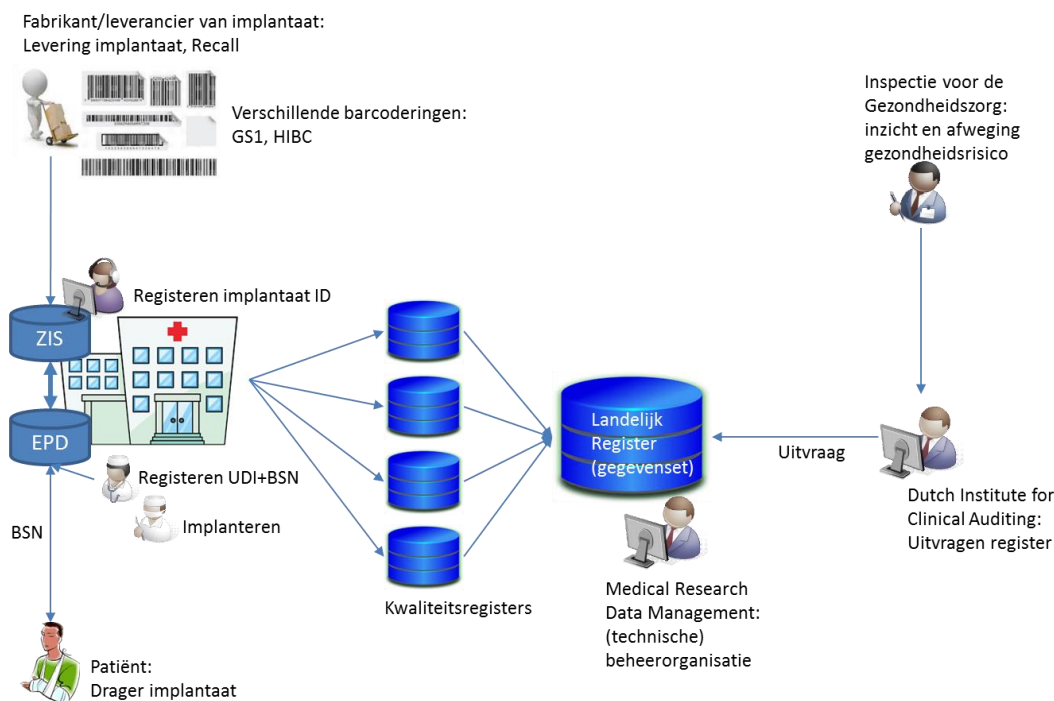 Fabrikant/leverancier van implantaat:
Levering implantaat, Recall
Verschillende barcoderingen:
GS1, HIBC
Inspectie voor de
Gezondheidszorg:
inzicht en afweging
gezondheidsrisico
Registeren implantaat ID
ZIS
EPD
Registeren UDI+BSN
Implanteren
BSN
Patiënt:
Drager implantaat
Kwaliteitsregisters
Landelijk
Register
(gegevenset)
Medical Research
Data Management:
(technische)
beheerorganisatie
Uitvraag
Dutch Institute for
Clinical Auditing:
Uitvragen register